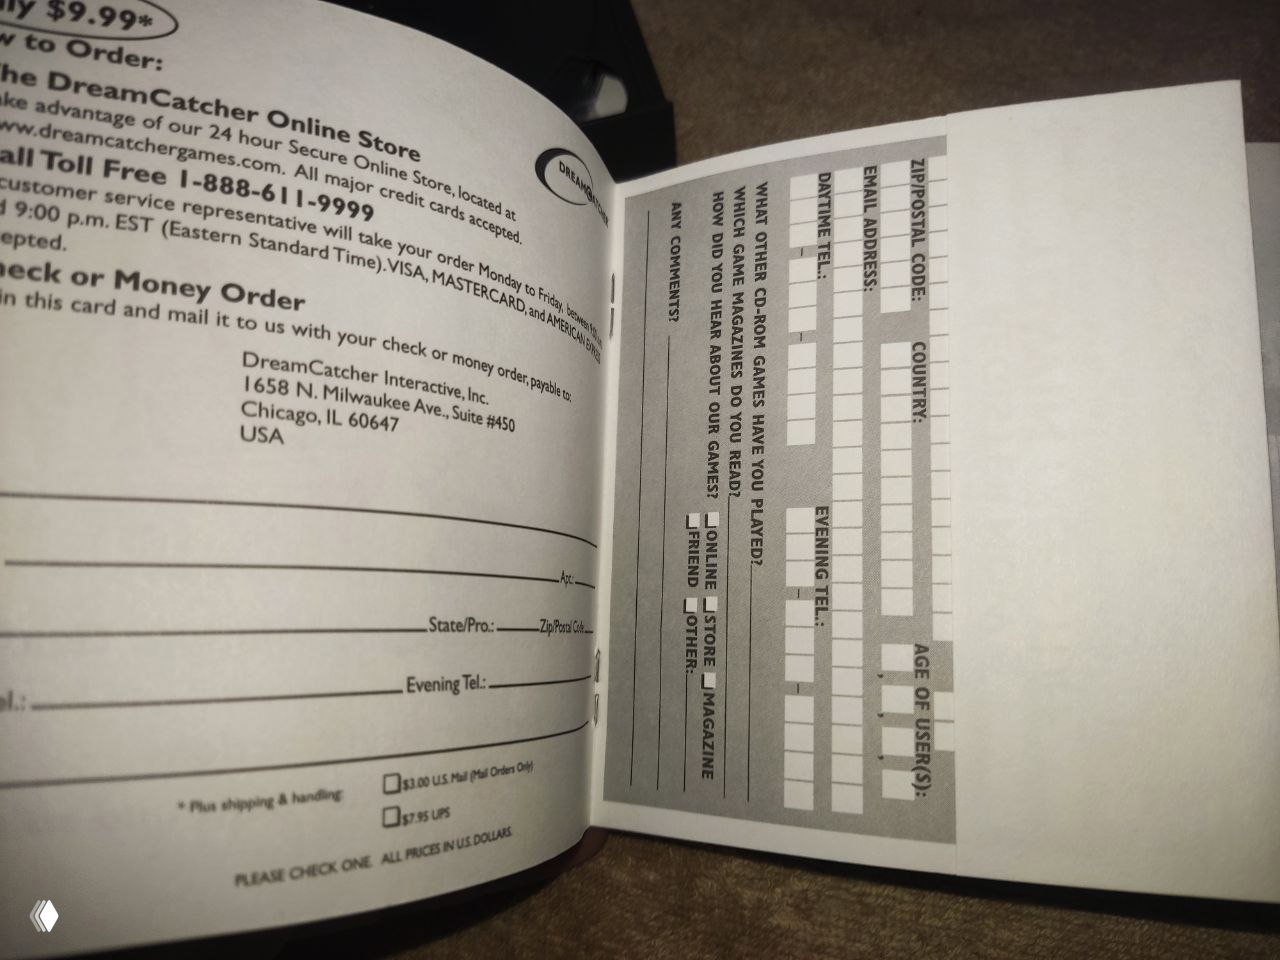 ly $9.99*
w to Order:
he DreamCatcher Online Store
ke advantage of our 24 hour Secure Online Store, located at
ww.dreamcatchergames.com. All major credit cards accepted.
all Toll Free 1-888-611-9999
customer service representative will take your order Monday to Friday, between
d 9:00 p.m. EST (Eastern Standard Time). VISA, MASTERCARD, and AMERICAN EXPRESS
epted.
heck or Money Order
in this card and mail it to us with your check or money order, payable to:
DreamCatcher Interactive, Inc.
1658 N. Milwaukee Ave., Suite #450
Chicago, IL 60647
USA
Apt.:
State/Pro.: Zip/Postal Code
el.: Evening Tel.:
* Plus shipping & handling:
$3.00 U.S. Mail (Mail Orders Only)
$7.95 UPS
PLEASE CHECK ONE. ALL PRICES IN U.S. DOLLARS.
DREAMCATCHER
ZIP/POSTAL CODE: COUNTRY: AGE OF USER(S):
EMAIL ADDRESS:
DAYTIME TEL.: EVENING TEL.:
WHAT OTHER CD-ROM GAMES HAVE YOU PLAYED?
WHICH GAME MAGAZINES DO YOU READ?
HOW DID YOU HEAR ABOUT OUR GAMES? ONLINE STORE MAGAZINE
FRIEND OTHER:
ANY COMMENTS?